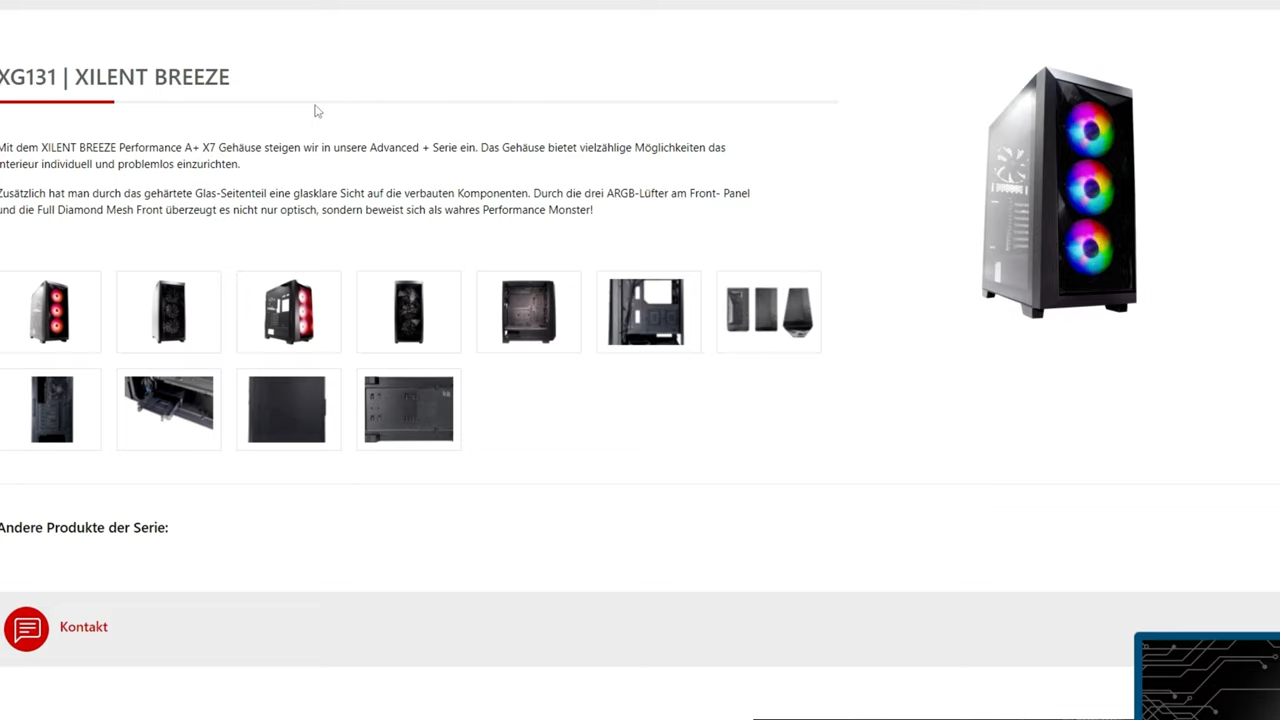 XG131 | XILENT BREEZE
Mit dem XILENT BREEZE Performance A+ X7 Gehäuse steigen wir in unsere Advanced + Serie ein. Das Gehäuse bietet vielzählige Möglichkeiten das
nterieur individuell und problemlos einzurichten.
Zusätzlich hat man durch das gehärtete Glas-Seitenteil eine glasklare Sicht auf die verbauten Komponenten. Durch die drei ARGB-Lüfter am Front- Panel
und die Full Diamond Mesh Front überzeugt es nicht nur optisch, sondern beweist sich als wahres Performance Monster!
Andere Produkte der Serie:
Kontakt